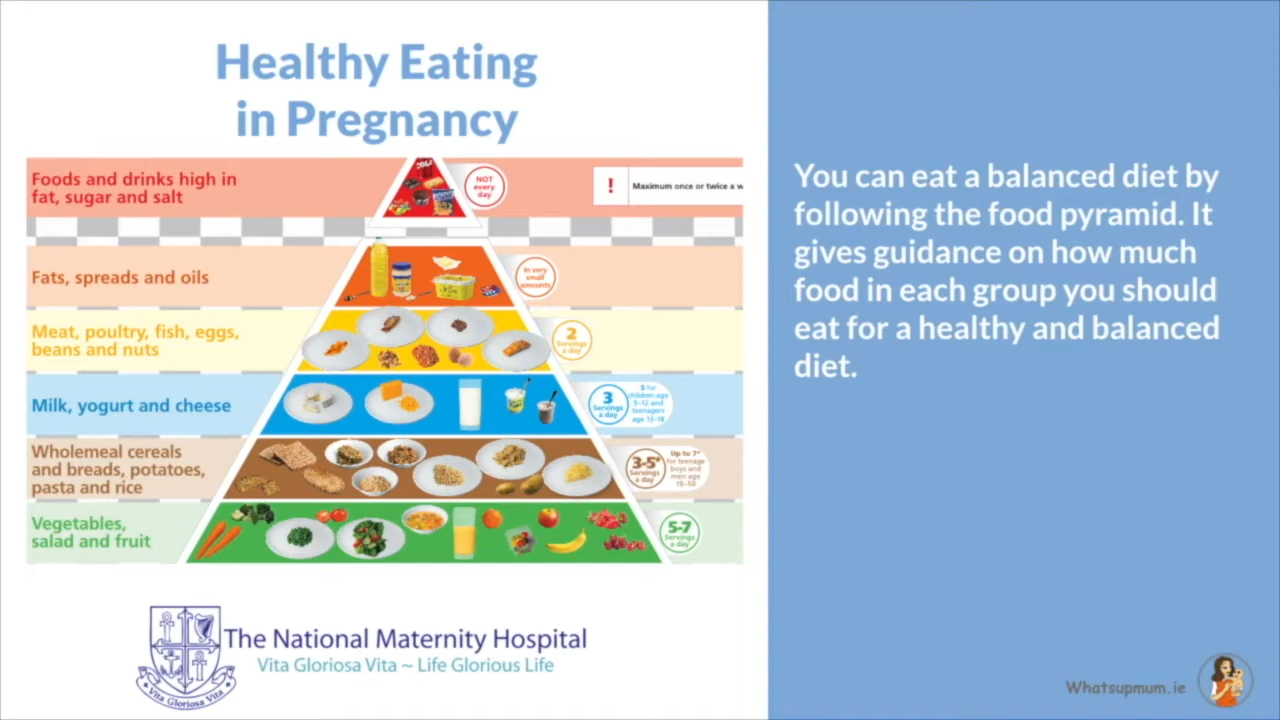 Healthy Eating
in Pregnancy
Foods and drinks high in
fat, sugar and salt
NOT
every
day
!
Maximum once or twice a w
Fats, spreads and oils
In very
small
amounts
Meat, poultry, fish, eggs,
beans and nuts
2
Servings
a day
Milk, yogurt and cheese
3
Servings
a day
5 for
children age
9–12 and
teenagers
age 13–18
Wholemeal cereals
and breads, potatoes,
pasta and rice
3-5*
Servings
a day
Up to 7*
for teenage
boys and
men age
19–50
Vegetables,
salad and fruit
5-7
Servings
a day
The National Maternity Hospital
Vita Gloriosa Vita ~ Life Glorious Life
Vita Gloriosa Vita
You can eat a balanced diet by
following the food pyramid. It
gives guidance on how much
food in each group you should
eat for a healthy and balanced
diet.
Whatsupmum.ie